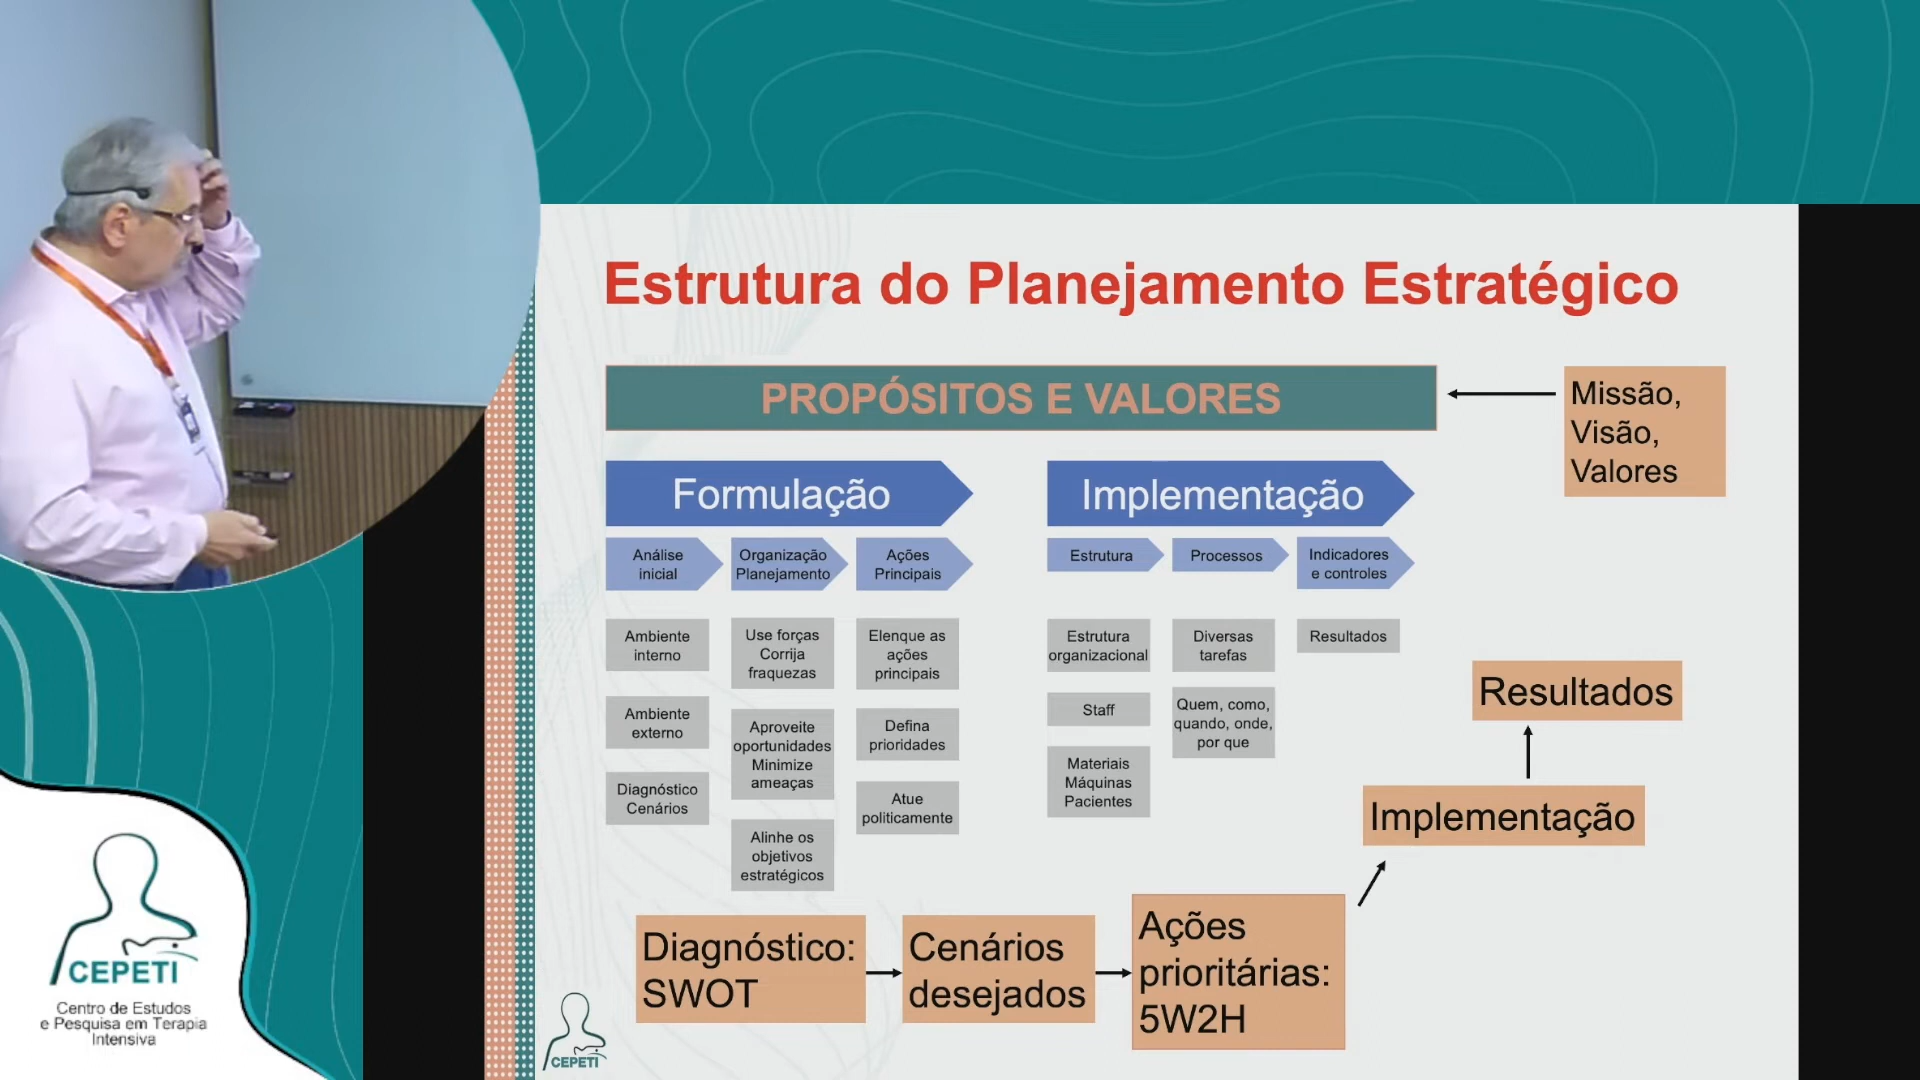 Estrutura do Planejamento Estratégico
PROPÓSITOS E VALORES
Missão,
Visão,
Valores
Formulação
Implementação
Análise
inicial
Organização
Planejamento
Ações
Principais
Estrutura
Processos
Indicadores
e controles
Ambiente
interno
Ambiente
externo
Diagnóstico
Cenários
Use forças
Corrija
fraquezas
Aproveite
oportunidades
Minimize
ameaças
Alinhe os
objetivos
estratégicos
Elenque as
ações
principais
Defina
prioridades
Atue
politicamente
Estrutura
organizacional
Staff
Materiais
Máquinas
Pacientes
Diversas
tarefas
Quem, como,
quando, onde,
por que
Resultados
Diagnóstico:
SWOT
Cenários
desejados
Ações
prioritárias:
5W2H
Implementação
Resultados
CEPETI
Centro de Estudos
e Pesquisa em Terapia
Intensiva
CEPETI